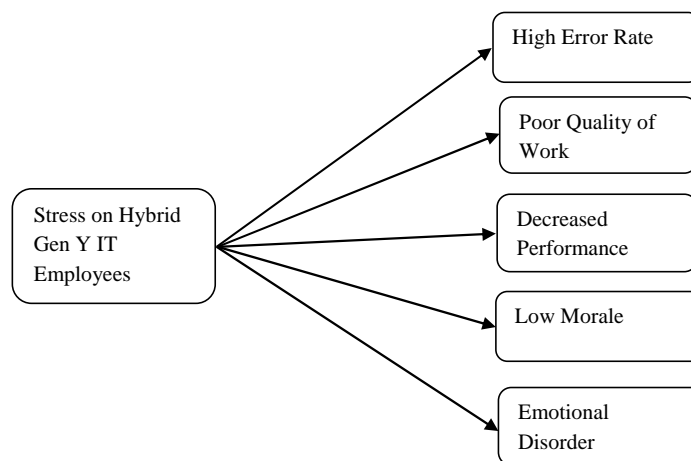 High Error Rate
Poor Quality of
Work
Stress on Hybrid
Gen Y IT
Employees
Decreased
Performance
Low Morale
Emotional
Disorder